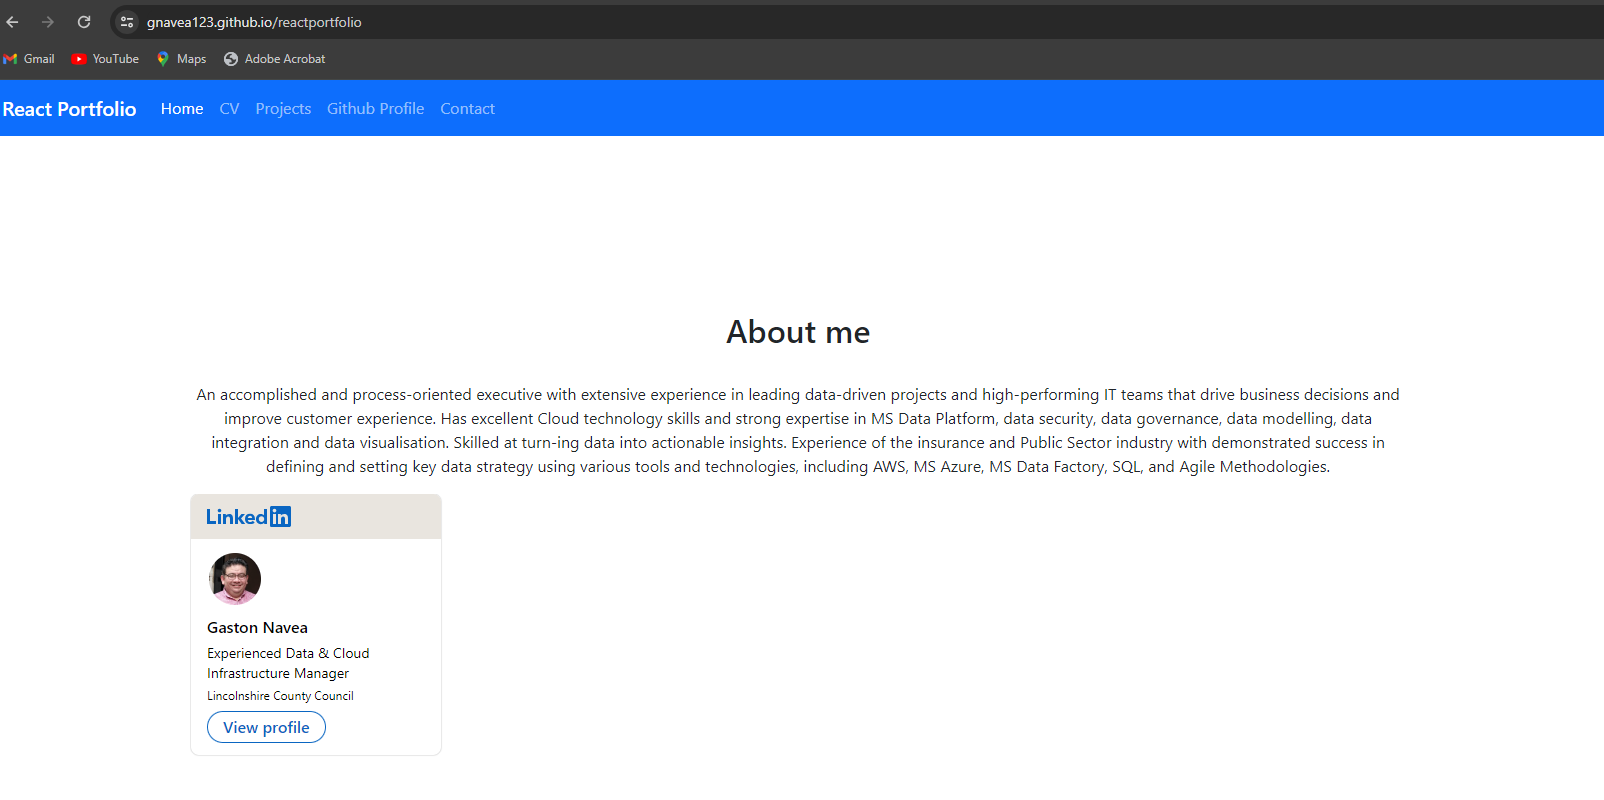 gnavea123.github.io/reactportfolio
Gmail YouTube Maps Adobe Acrobat
React Portfolio Home CV Projects Github Profile Contact
About me
An accomplished and process-oriented executive with extensive experience in leading data-driven projects and high-performing IT teams that drive business decisions and
improve customer experience. Has excellent Cloud technology skills and strong expertise in MS Data Platform, data security, data governance, data modelling, data
integration and data visualisation. Skilled at turn-ing data into actionable insights. Experience of the insurance and Public Sector industry with demonstrated success in
defining and setting key data strategy using various tools and technologies, including AWS, MS Azure, MS Data Factory, SQL, and Agile Methodologies.
Linkedin
Gaston Navea
Experienced Data & Cloud
Infrastructure Manager
Lincolnshire County Council
View profile